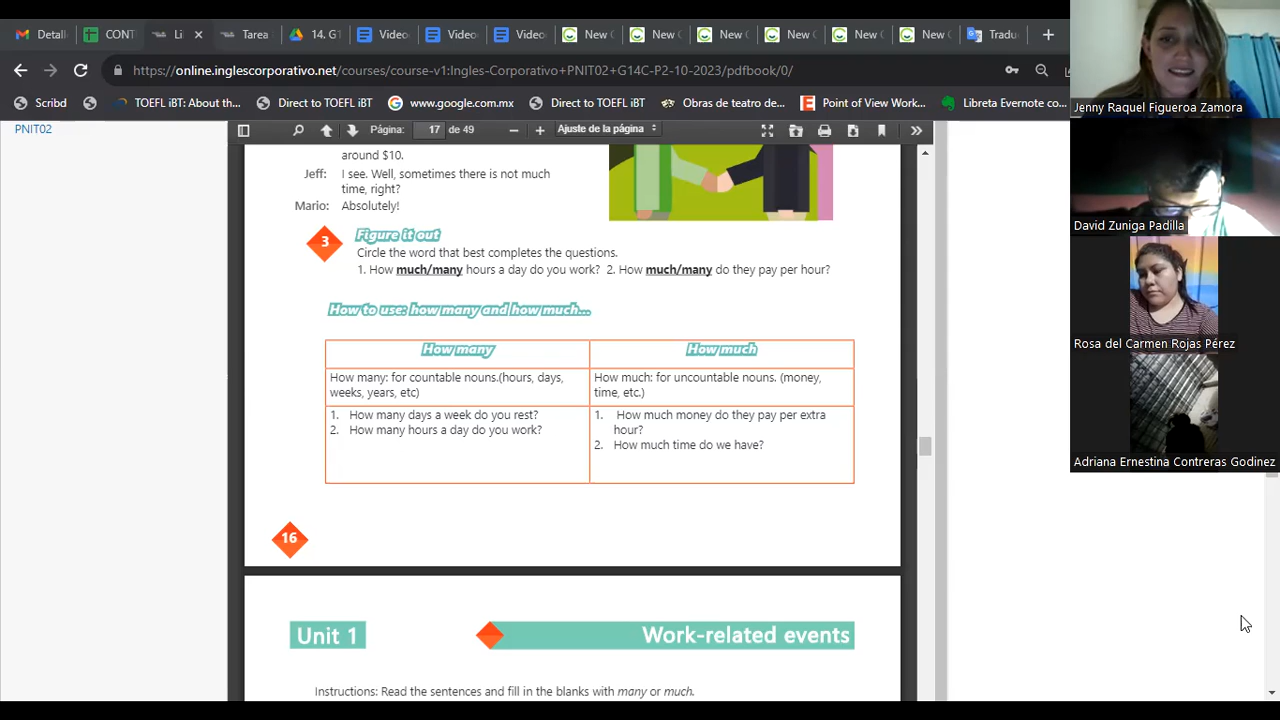 Detall
CONT
Li
Tarea
14. G1
Video
Video
Video
New C
New C
New C
New C
New C
New C
Tradu
https://online.inglescorporativo.net/courses/course-v1:Ingles-Corporativo+PNIT02+G14C-P2-10-2023/pdfbook/0/
Scribd
TOEFL iBT: About th...
Direct to TOEFL iBT
www.google.com.mx
Direct to TOEFL iBT
Obras de teatro de...
Point of View Work...
Libreta Evernote co...
PNIT02
Página: 17 de 49
Ajuste de la página
around $10.
Jeff: I see. Well, sometimes there is not much
time, right?
Mario: Absolutely!
3 Figure it out
Circle the word that best completes the questions.
1. How much/many hours a day do you work? 2. How much/many do they pay per hour?
How to use: how many and how much...
How many
How many: for countable nouns.(hours, days,
weeks, years, etc)
1. How many days a week do you rest?
2. How many hours a day do you work?
How much
How much: for uncountable nouns. (money,
time, etc.)
1. How much money do they pay per extra
hour?
2. How much time do we have?
16
Unit 1
Work-related events
Instructions: Read the sentences and fill in the blanks with many or much.
Jenny Raquel Figueroa Zamora
David Zuniga Padilla
Rosa del Carmen Rojas Pérez
Adriana Ernestina Contreras Godinez